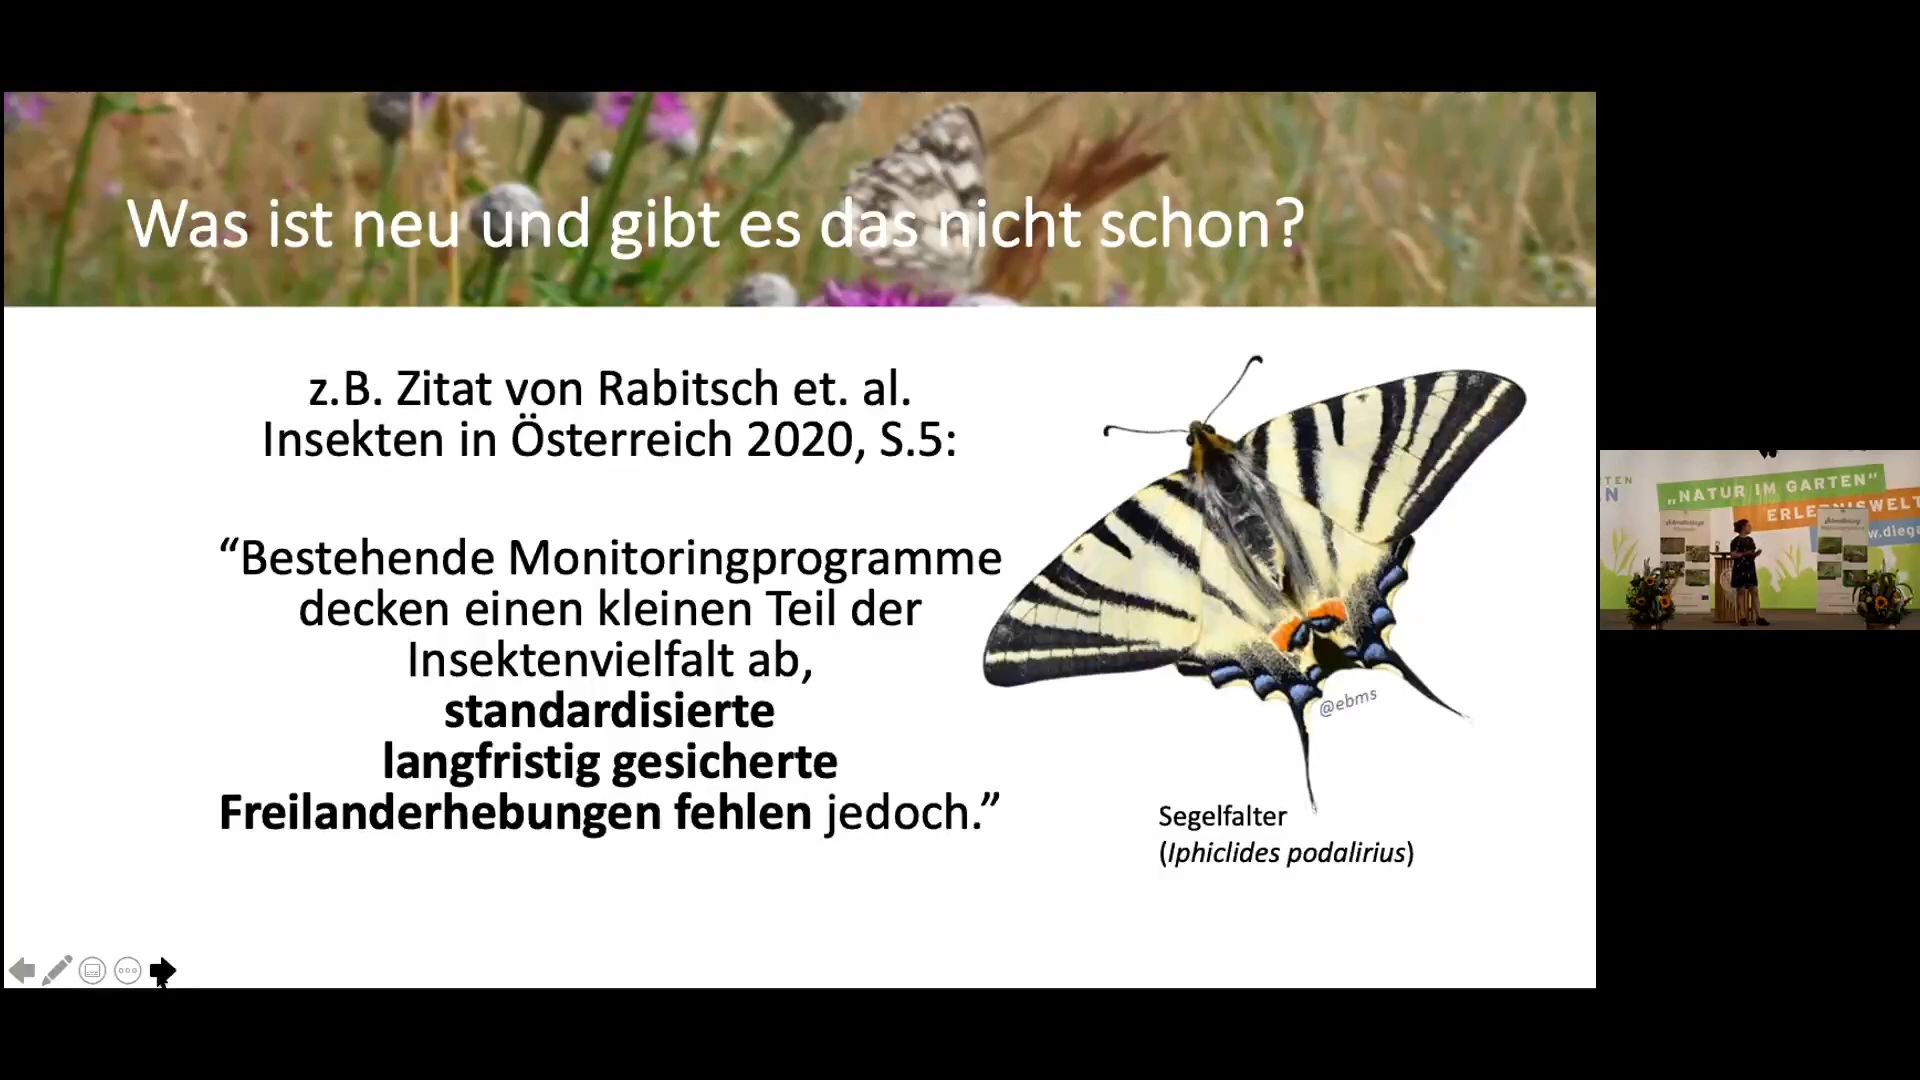 Was ist neu und gibt es das nicht schon?
z.B. Zitat von Rabitsch et. al.
Insekten in Österreich 2020, S.5:
“Bestehende Monitoringprogramme
decken einen kleinen Teil der
Insektenvielfalt ab,
standardisierte
langfristig gesicherte
Freilanderhebungen fehlen jedoch.”
@ebms
Segelfalter
(Iphiclides podalirius)
„NATUR IM GARTEN“